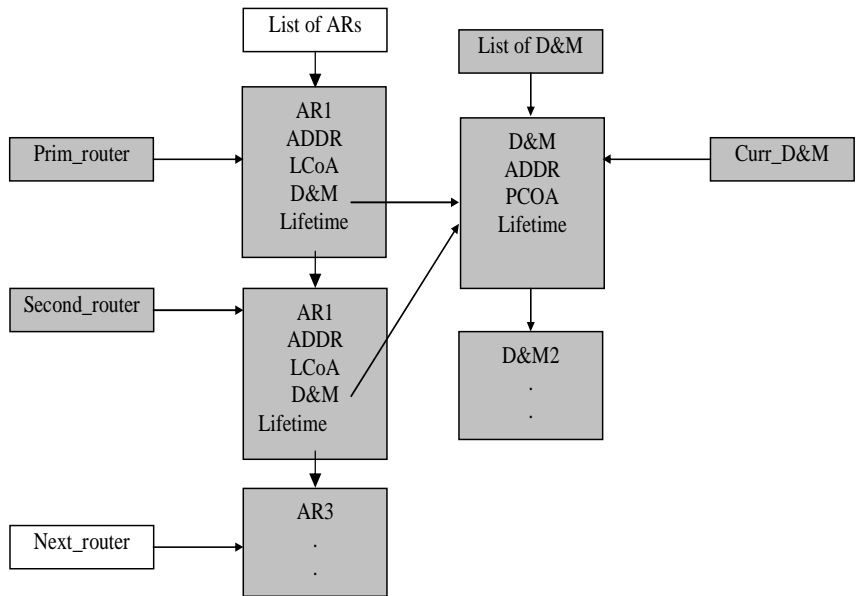 List of ARs
List of D&M
AR1
ADDR
LCoA
D&M
Lifetime
Prim_router
D&M
ADDR
PCOA
Lifetime
Curr_D&M
Second_router
AR1
ADDR
LCoA
D&M
Lifetime
D&M2
.
.
AR3
.
.
Next_router